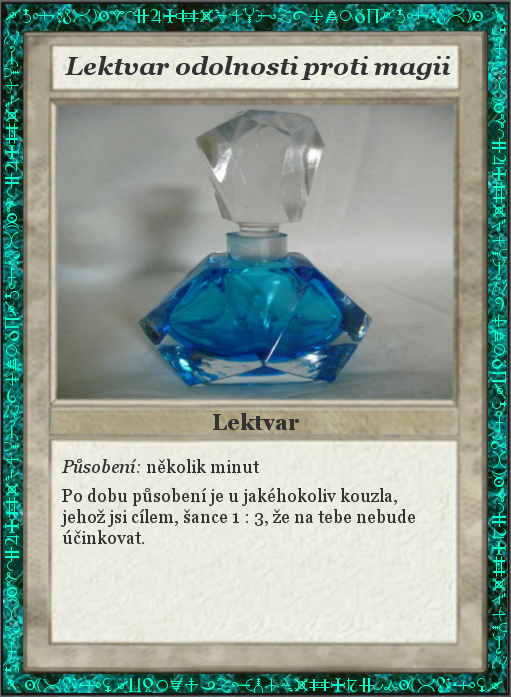 Lektvar odolnosti proti magii
Lektvar
Působení: několik minut
Po dobu působení je u jakéhokoliv kouzla,
jehož jsi cílem, šance 1 : 3, že na tebe nebude
účinkovat.